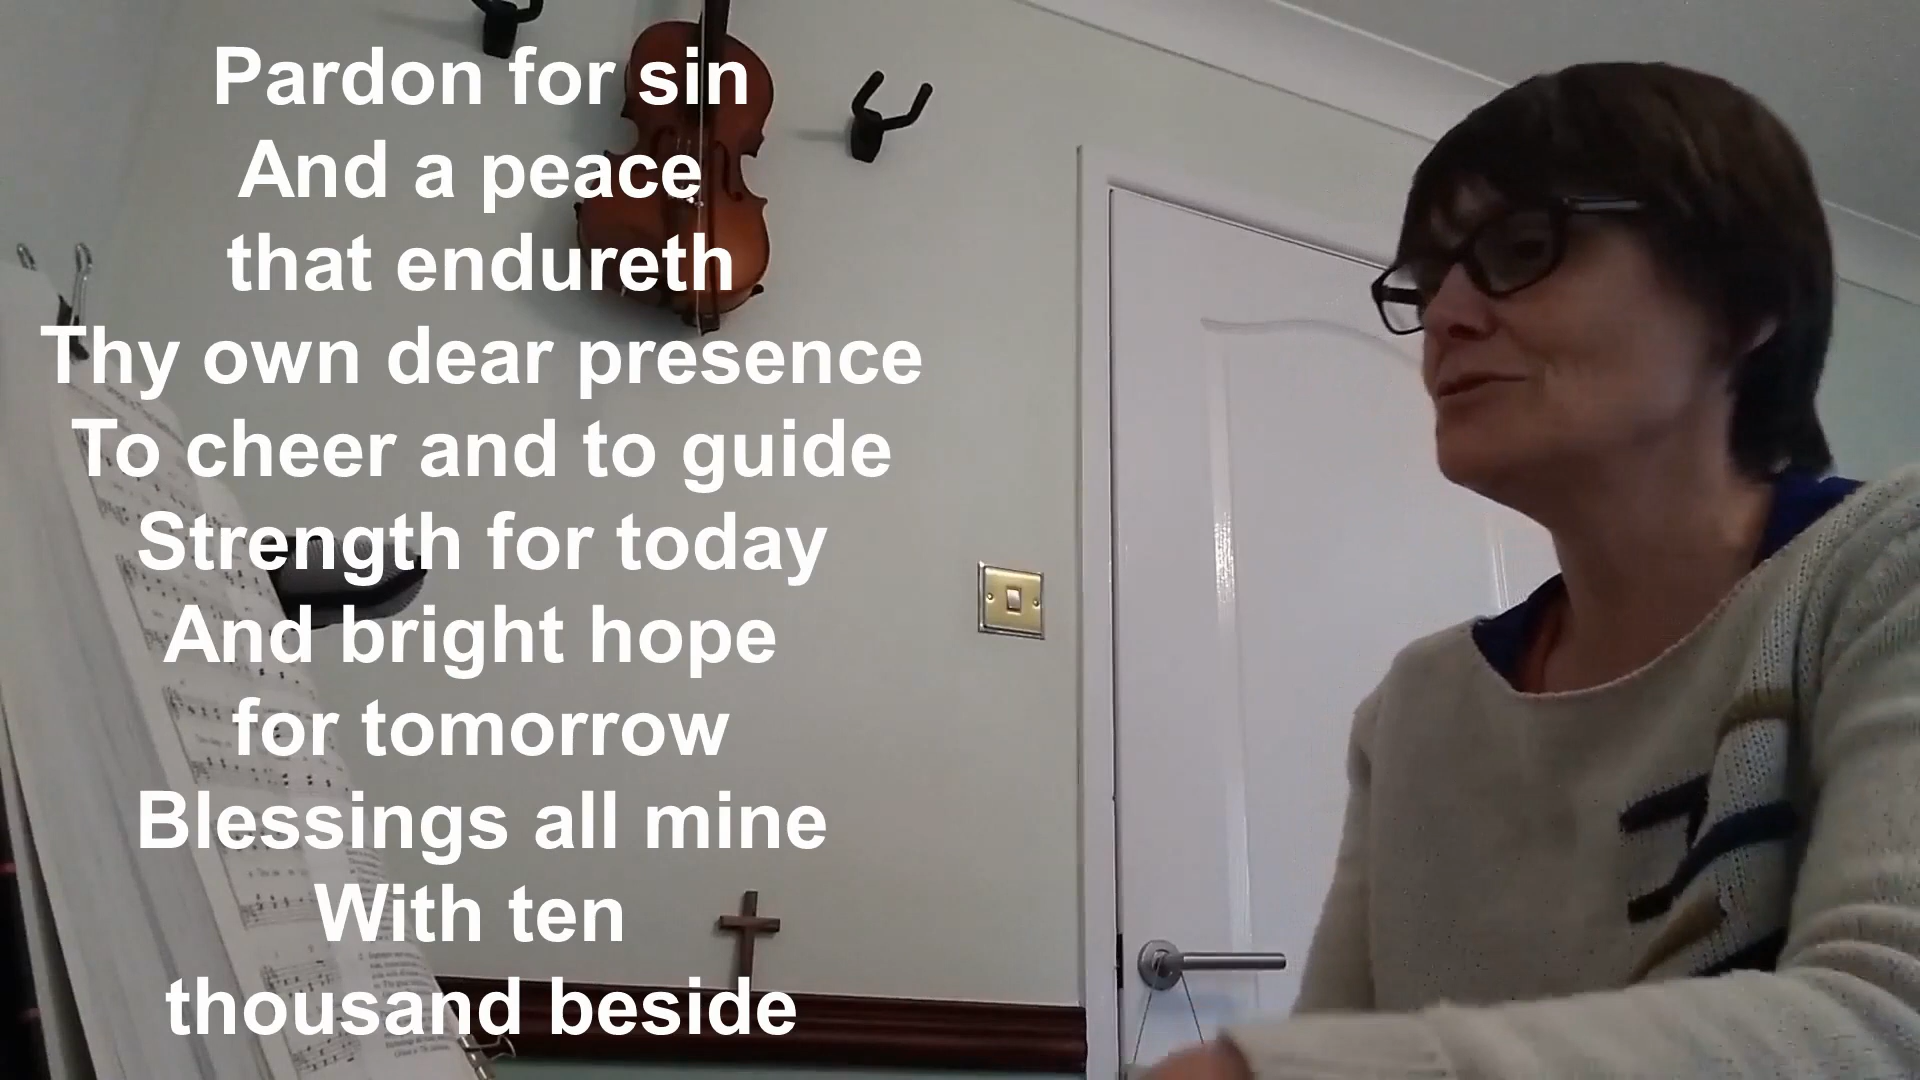 Pardon for sin
And a peace
that endureth
Thy own dear presence
To cheer and to guide
Strength for today
And bright hope
for tomorrow
Blessings all mine
With ten
thousand beside